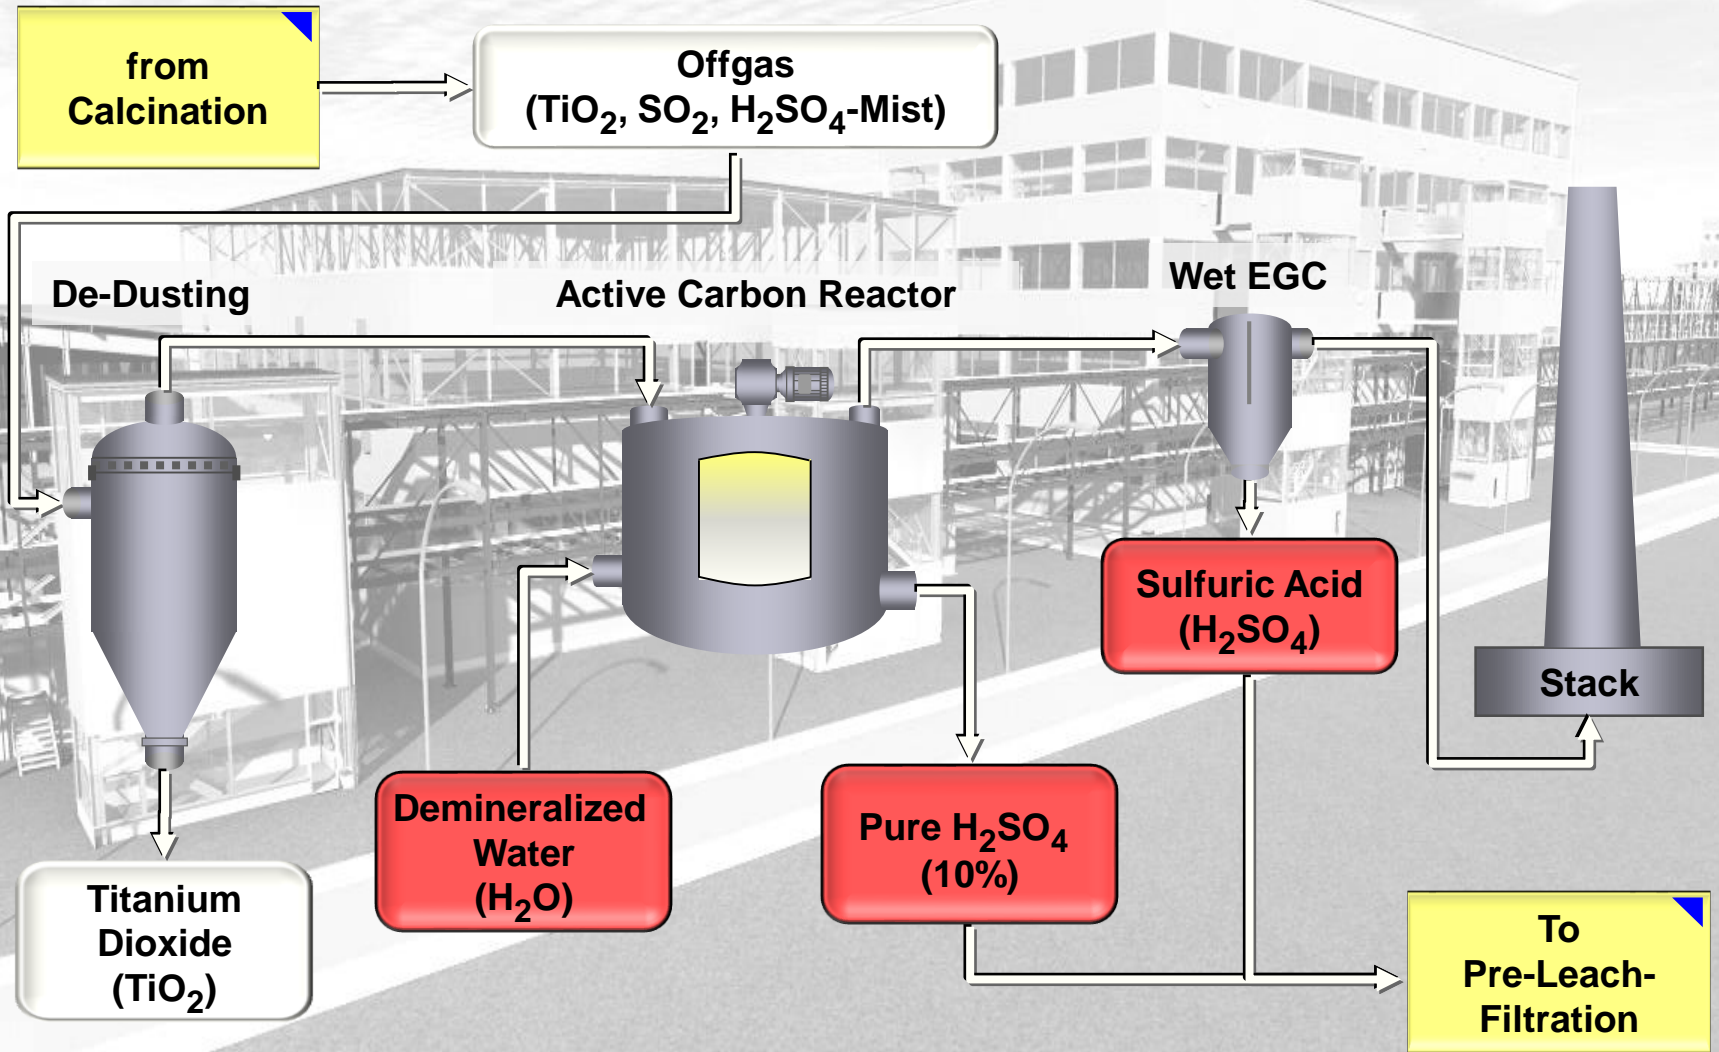 from
Calcination
Offgas
(TiO₂, SO₂, H₂SO₄-Mist)
De-Dusting
Active Carbon Reactor
Wet EGC
Sulfuric Acid
(H₂SO₄)
Stack
Demineralized
Water
(H₂O)
Pure H₂SO₄
(10%)
Titanium
Dioxide
(TiO₂)
To
Pre-Leach-
Filtration